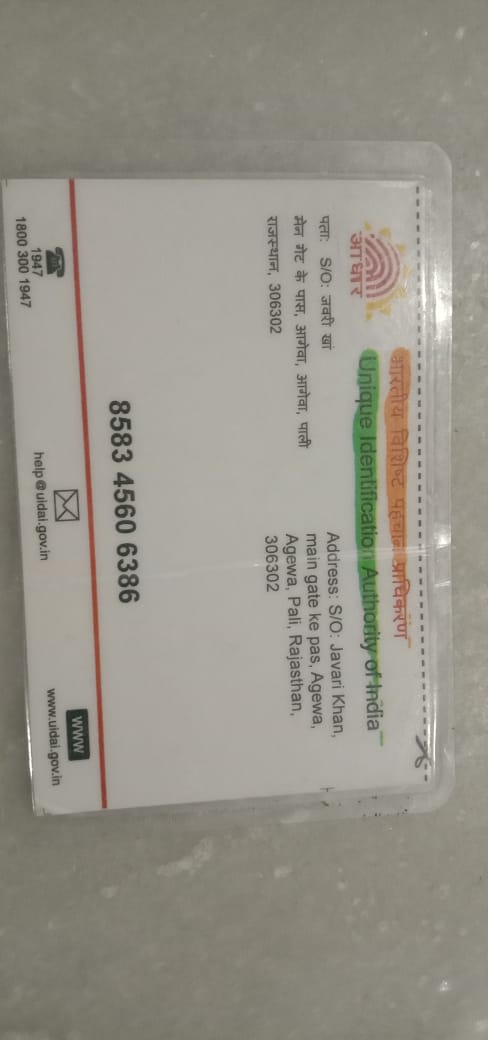 भारतीय विशिष्ट पहचान प्राधिकरण
Unique Identification Authority of India
आधार
पता: S/O: जवरी खां
मेन गेट के पास, आगेवा, आगेवा, पाली
राजस्थान, 306302
Address: S/O: Javari Khan,
main gate ke pas, Agewa,
Agewa, Pali, Rajasthan,
306302
8583 4560 6386
1947
1800 300 1947
help@uidai.gov.in
WWW
www.uidai.gov.in